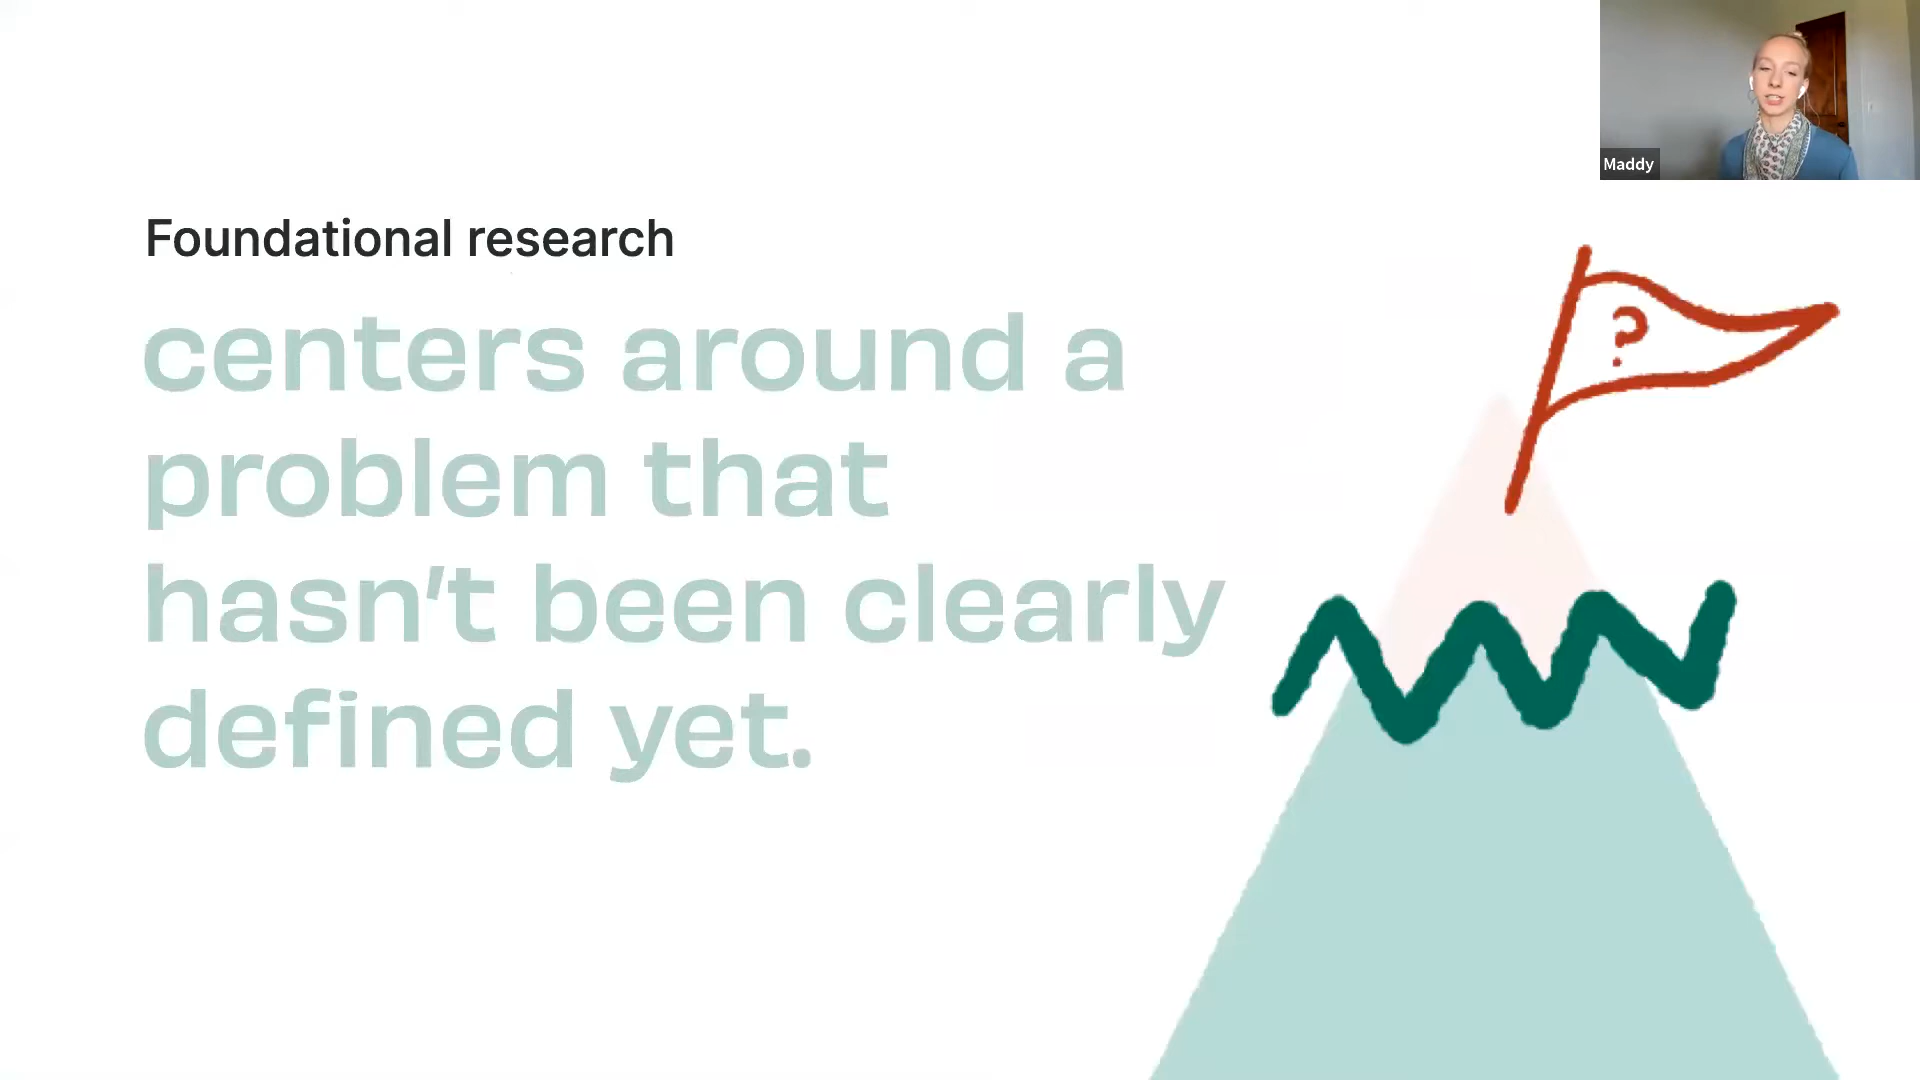 Maddy
Foundational research
centers around a
problem that
hasn't been clearly
defined yet.
?